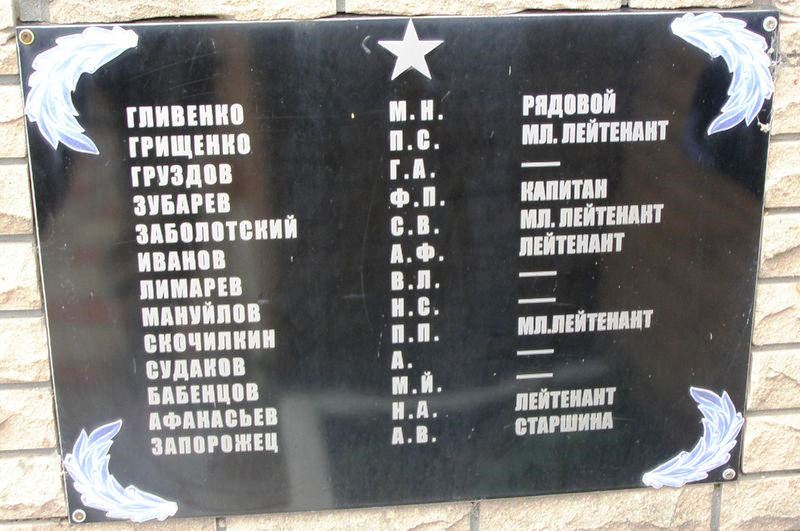 ГЛИВЕНКО М.Н. РЯДОВОЙ
ГРИЩЕНКО П.С. МЛ. ЛЕЙТЕНАНТ
ГРУЗДОВ Г.А. —
ЗУБАРЕВ Ф.П. КАПИТАН
ЗАБОЛОТСКИЙ С.В. МЛ. ЛЕЙТЕНАНТ
ИВАНОВ А.Ф. ЛЕЙТЕНАНТ
ЛИМАРЕВ В.Л. —
МАНУЙЛОВ Н.С. —
СКОЧИЛКИН П.П. МЛ.ЛЕЙТЕНАНТ
СУДАКОВ А. —
БАБЕНЦОВ М.Й. —
АФАНАСЬЕВ Н.А. ЛЕЙТЕНАНТ
ЗАПОРОЖЕЦ А.В. СТАРШИНА